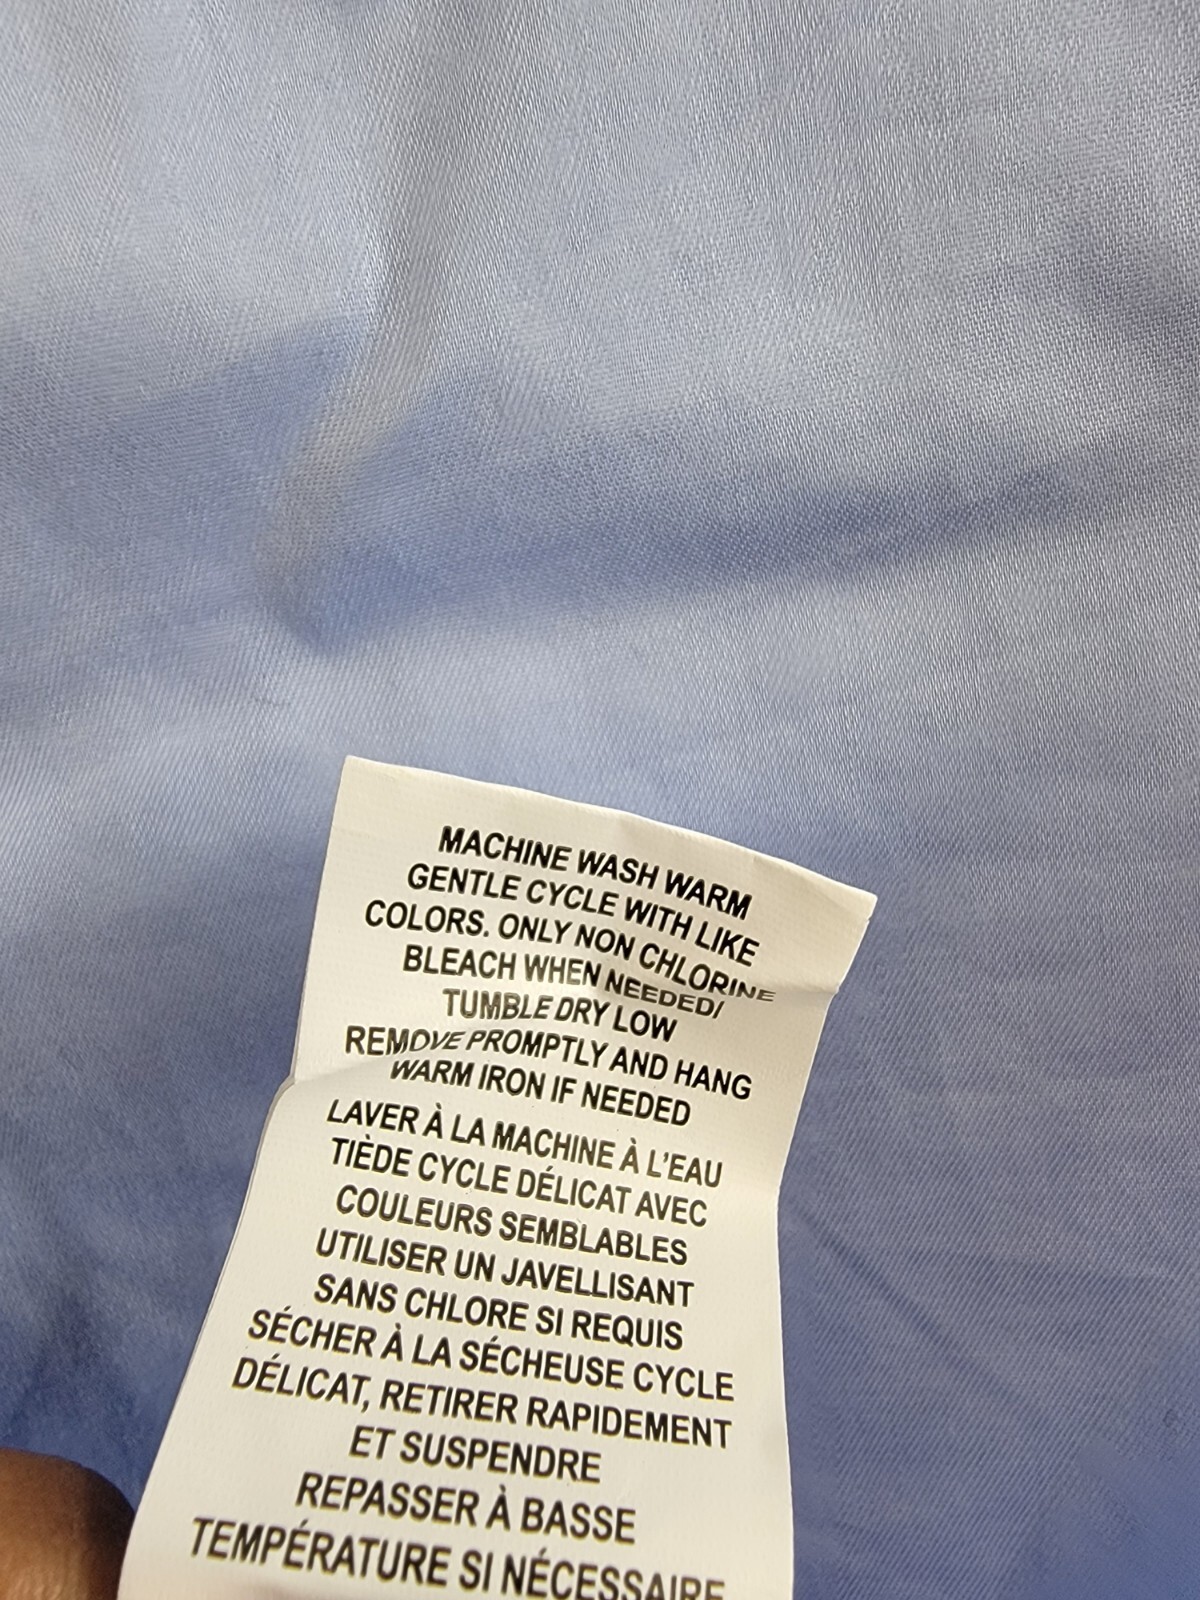 MACHINE WASH WARM
GENTLE CYCLE WITH LIKE
COLORS. ONLY NON CHLORINE
BLEACH WHEN NEEDED/
TUMBLE DRY LOW
REMOVE PROMPTLY AND HANG
WARM IRON IF NEEDED
LAVER À LA MACHINE À L'EAU
TIÈDE CYCLE DÉLICAT AVEC
COULEURS SEMBLABLES
UTILISER UN JAVELLISANT
SANS CHLORE SI REQUIS
SÉCHER À LA SÉCHEUSE CYCLE
DÉLICAT, RETIRER RAPIDEMENT
ET SUSPENDRE
REPASSER À BASSE
TEMPÉRATURE SI NÉCESSAIRE